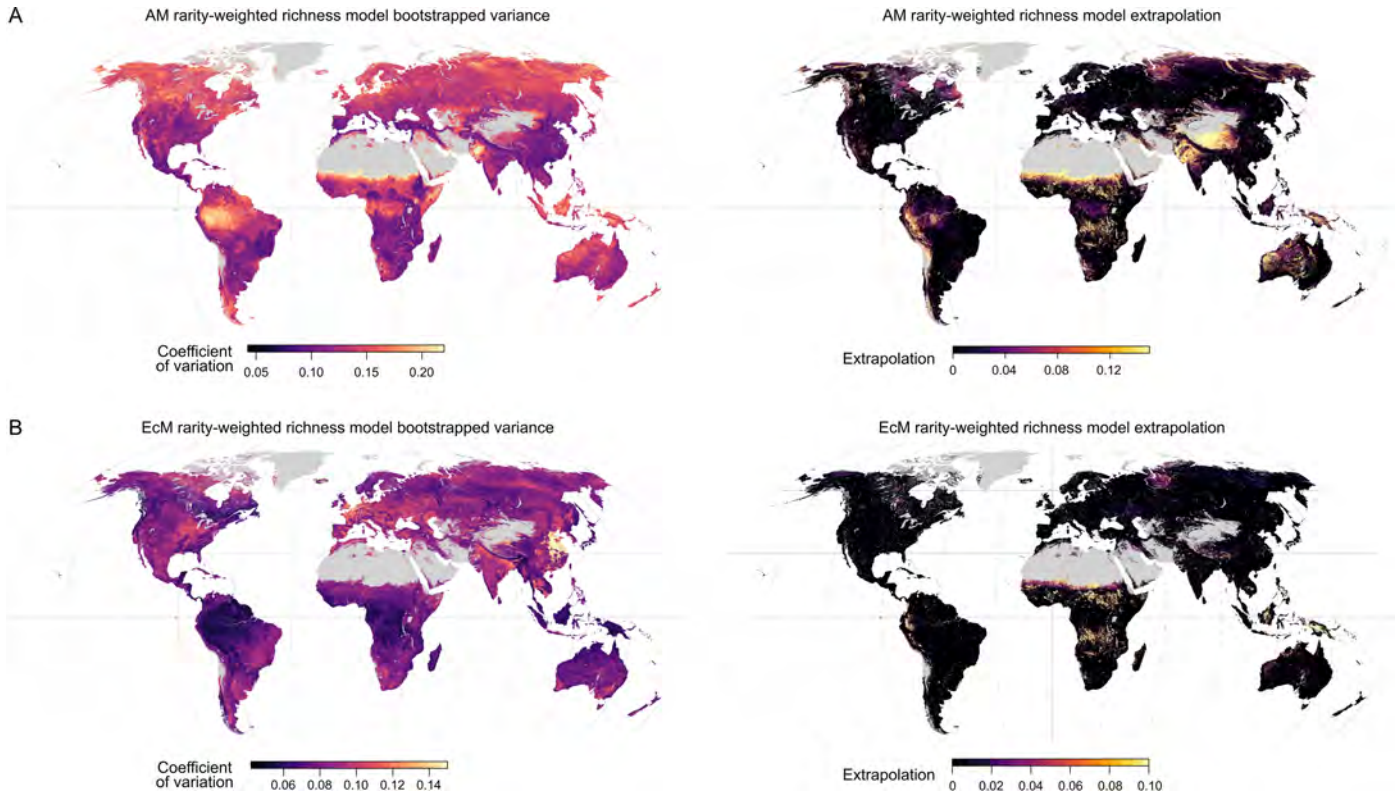 A
AM rarity-weighted richness model bootstrapped variance
AM rarity-weighted richness model extrapolation
Coefficient
of variation
0.05 0.10 0.15 0.20
Extrapolation
0 0.04 0.08 0.12
B
EcM rarity-weighted richness model bootstrapped variance
EcM rarity-weighted richness model extrapolation
Coefficient
of variation
0.06 0.08 0.10 0.12 0.14
Extrapolation
0 0.02 0.04 0.06 0.08 0.10